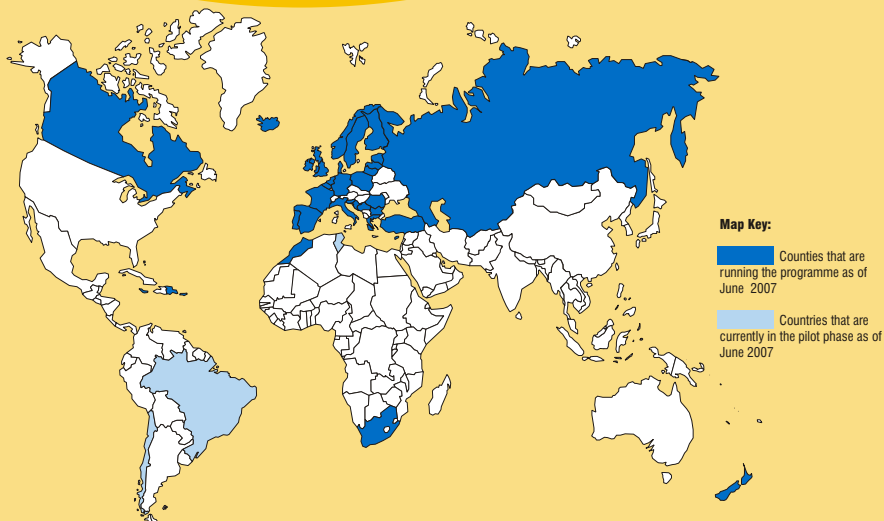 Map Key:
Counties that are
running the programme as of
June 2007
Countries that are
currently in the pilot phase as of
June 2007